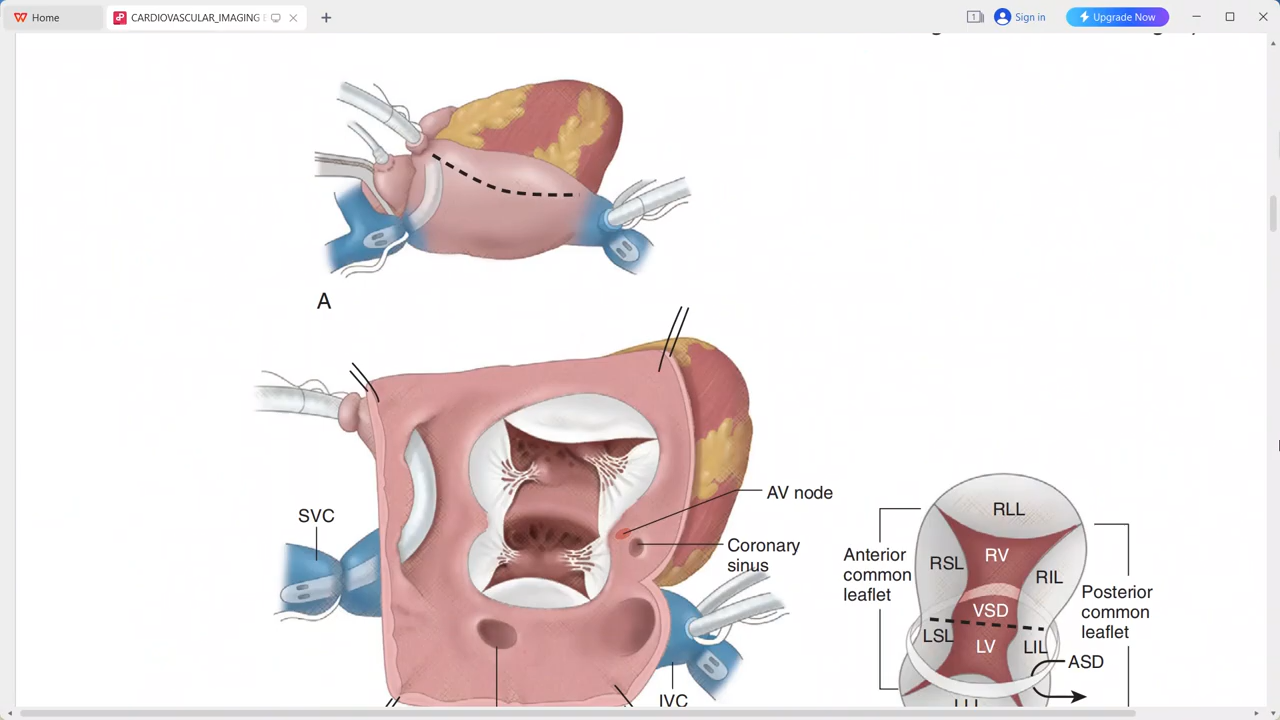 Home
CARDIOVASCULAR_IMAGING
1
Sign in
Upgrade Now
A
AV node
SVC
Coronary
sinus
IVC
RLL
RV
RSL
RIL
Anterior
common
leaflet
Posterior
common
leaflet
VSD
LSL
LV
LIL
ASD